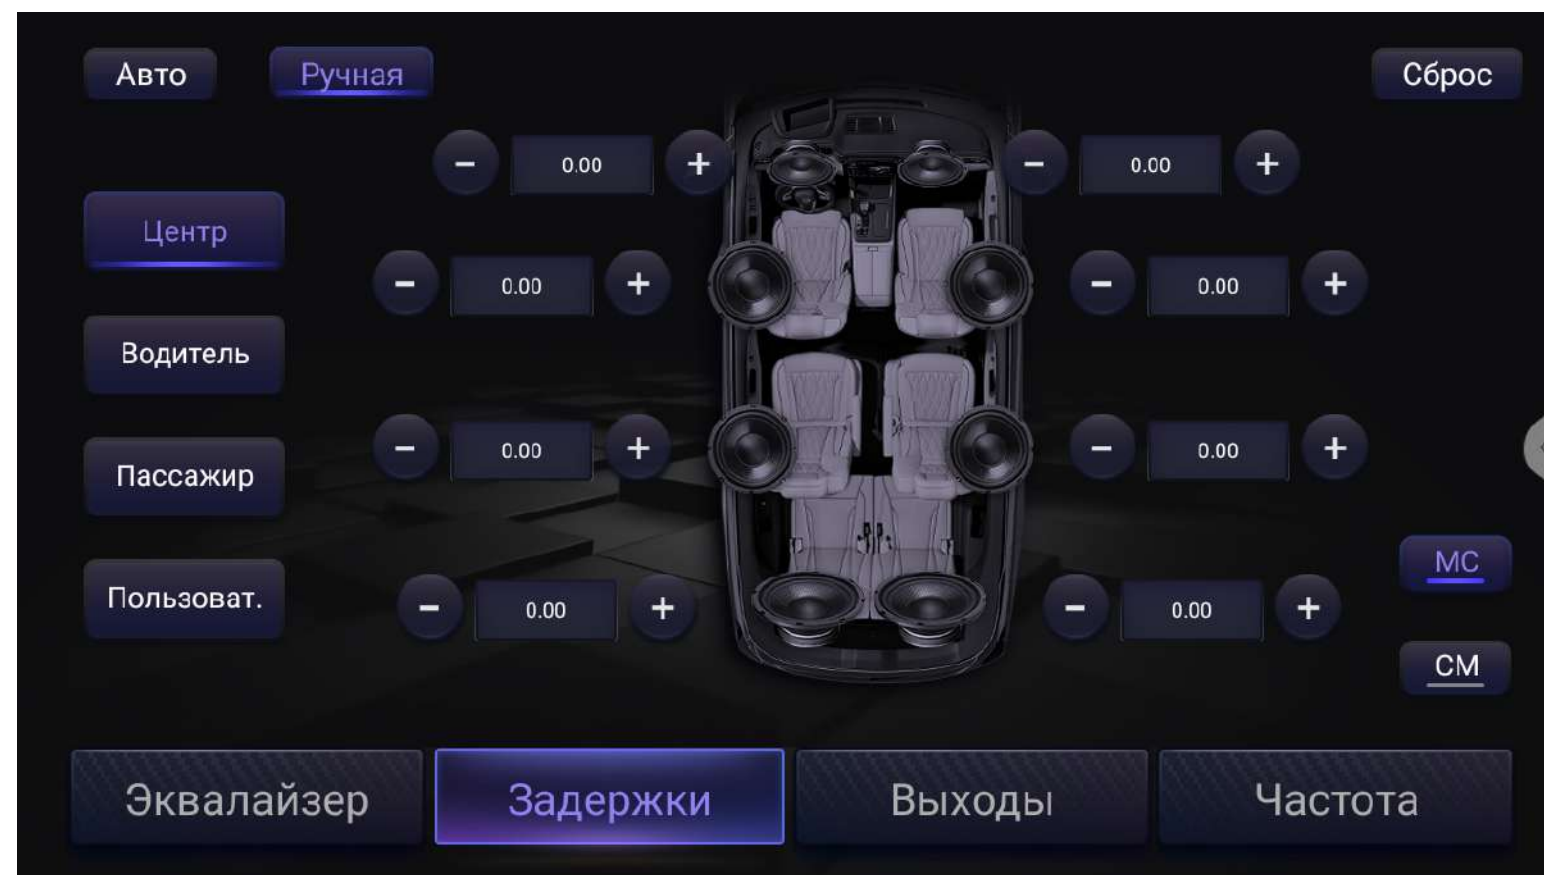 Авто
Ручная
Сброс
0.00
0.00
Центр
0.00
0.00
Водитель
0.00
0.00
Пассажир
МС
Пользоват.
0.00
0.00
СМ
Эквалайзер
Задержки
Выходы
Частота